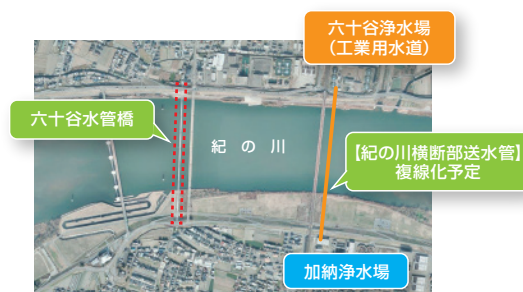 六十谷浄水場
（工業用水道）
六十谷水管橋
紀の川
【紀の川横断部送水管】
複線化予定
加納浄水場